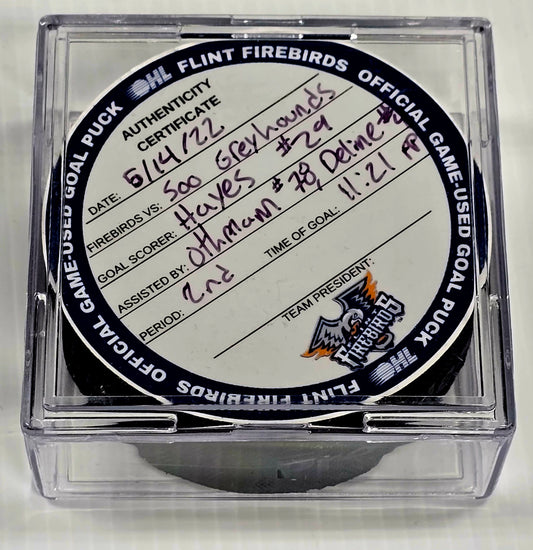 OHL FLINT FIREBIRDS OFFICIAL GAME-USED GOAL PUCK
OHL FLINT FIREBIRDS OFFICIAL GAME-USED GOAL PUCK
AUTHENTICITY
CERTIFICATE
DATE: 5/14/22
FIREBIRDS VS: Soo Greyhounds
GOAL SCORER: Hayes #29
ASSISTED BY: Othmann #78, Deline #
PERIOD: 2nd TIME OF GOAL: 11:21 PP
TEAM PRESIDENT:
FIREBIRDS